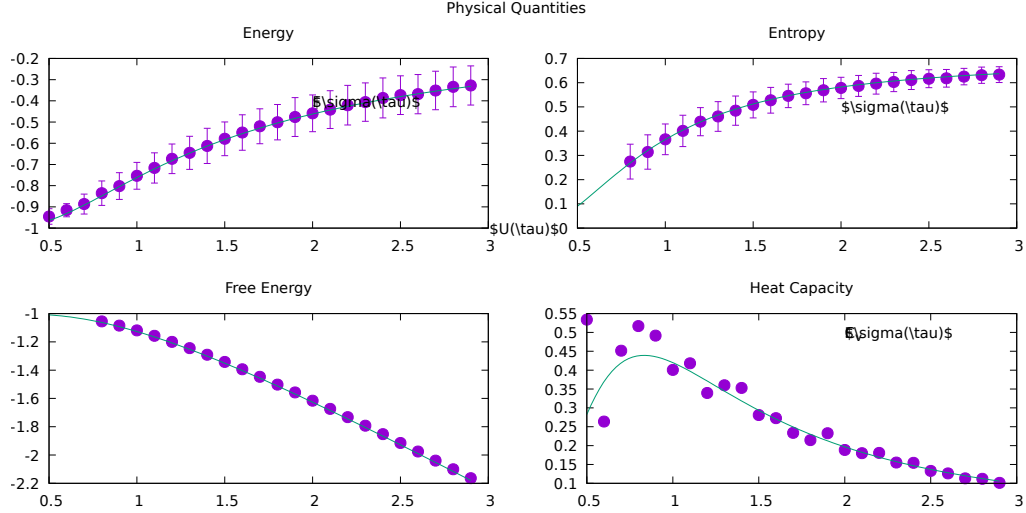 Physical Quantities
Energy
-0.2
-0.3
-0.4
-0.5
-0.6
-0.7
-0.8
-0.9
-1
0.5 1 1.5 2 2.5 3
$\sigma(\tau)$
Entropy
0.7
0.6
0.5
0.4
0.3
0.2
0.1
$U(\tau)$0
0.5 1 1.5 2 2.5 3
$\sigma(\tau)$
Free Energy
-1
-1.2
-1.4
-1.6
-1.8
-2
-2.2
0.5 1 1.5 2 2.5 3
Heat Capacity
0.55
0.5
0.45
0.4
0.35
0.3
0.25
0.2
0.15
0.1
0.5 1 1.5 2 2.5 3
$\sigma(\tau)$